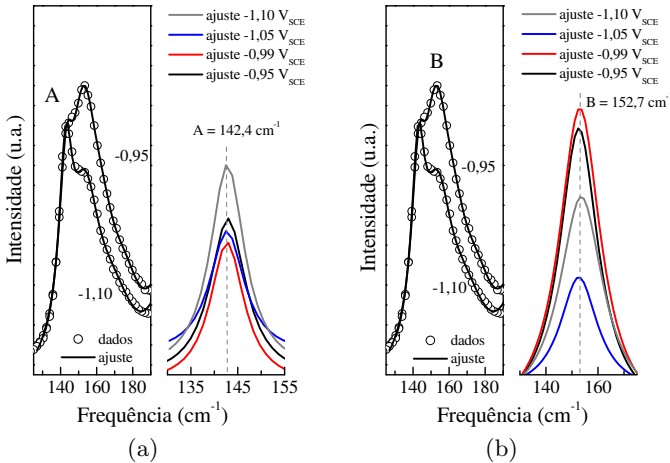 ajuste -1,10 V_SCE
ajuste -1,05 V_SCE
ajuste -0,99 V_SCE
ajuste -0,95 V_SCE
A
A = 142,4 cm⁻¹
-0,95
-1,10
dados
ajuste
Intensidade (u.a.)
140 160 180
145 155
Frequência (cm⁻¹)
(a)
ajuste -1,10 V_SCE
ajuste -1,05 V_SCE
ajuste -0,99 V_SCE
ajuste -0,95 V_SCE
B
B = 152,7 cm⁻
-0,95
-1,10
dados
ajuste
Intensidade (u.a.)
140 160 180
140 160
Frequência (cm⁻¹)
(b)